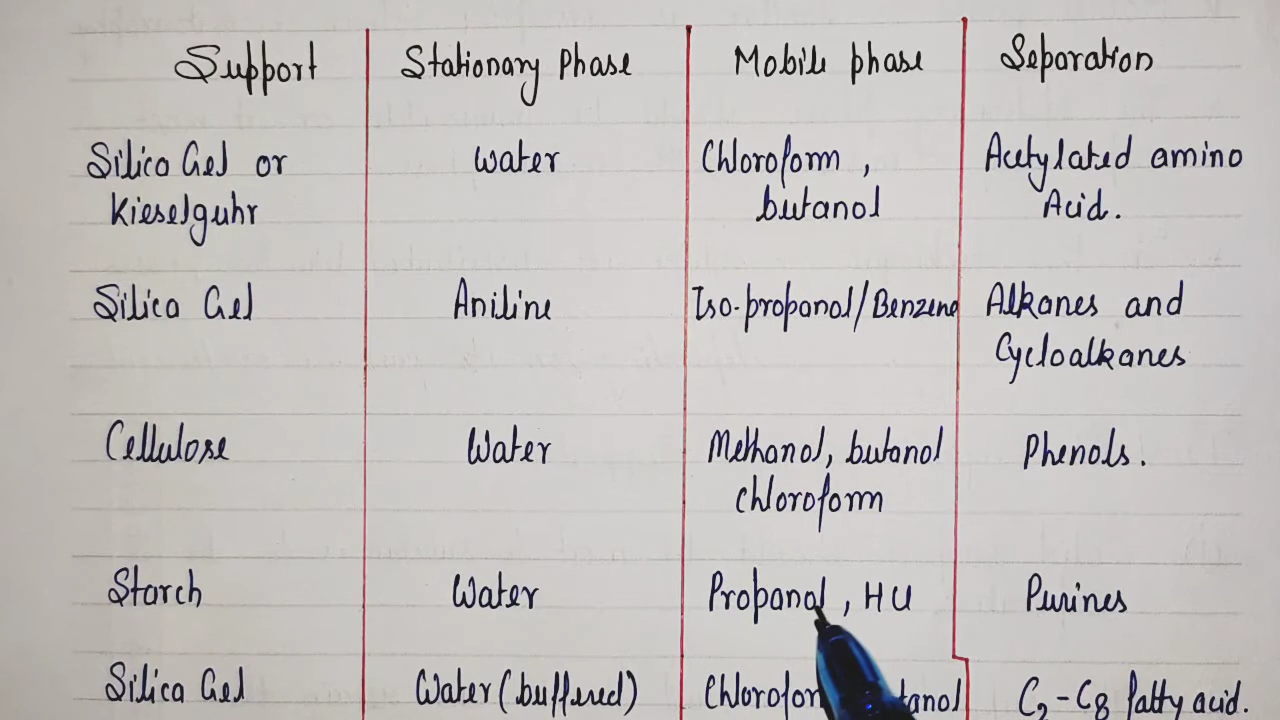 Support Stationary Phase Mobile phase Separation
Silica Gel or water Chloroform, Acetylated amino
Kieselguhr butanol Acid.
Silica Gel Aniline Iso-propanol/Benzene Alkanes and
Cycloalkanes
Cellulose Water Methanol, butanol Phenols.
chloroform
Starch Water Propanol, HCl Purines
Silica Gel Water (buffered) C2-C8 fatty acid.